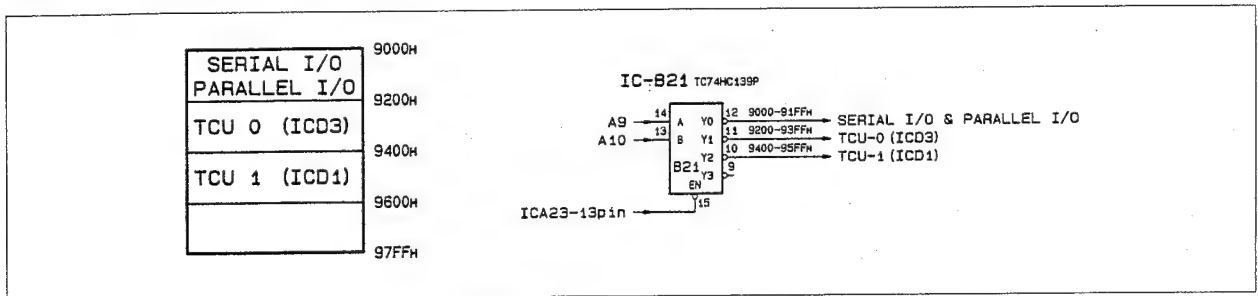 9000H
SERIAL I/O
PARALLEL I/O
9200H
TCU 0 (ICD3)
9400H
TCU 1 (ICD1)
9600H
97FFH
IC-B21 TC74HC139P
A9 14 A Y0 12 9000-91FFH SERIAL I/O & PARALLEL I/O
A10 13 B Y1 11 9200-93FFH TCU-0 (ICD3)
B21 Y2 10 9400-95FFH TCU-1 (ICD1)
Y3 9
EN
15
ICA23-13pin